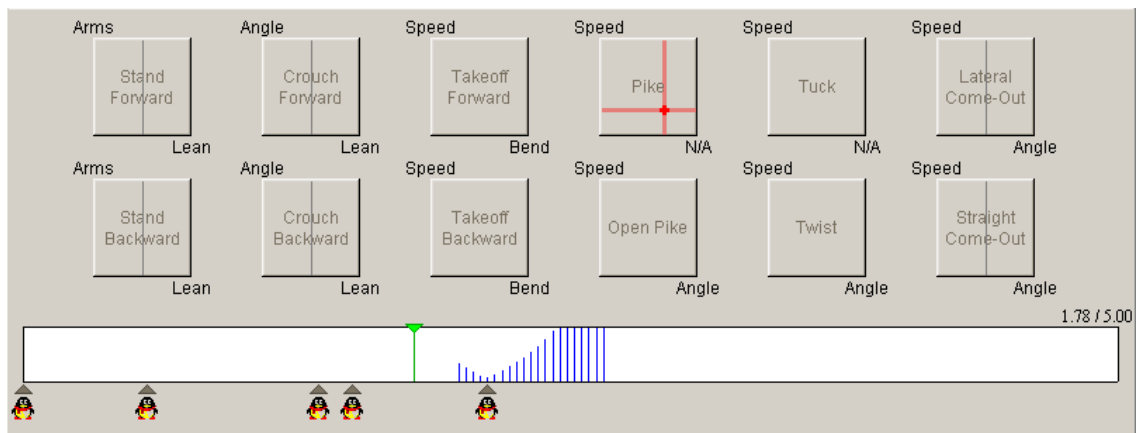 Arms Angle Speed Speed Speed Speed
Stand Crouch Takeoff Pike Tuck Lateral
Forward Forward Forward Come-Out
Lean Lean Bend N/A N/A Angle
Arms Angle Speed Speed Speed Speed
Stand Crouch Takeoff Open Pike Twist Straight
Backward Backward Backward Come-Out
Lean Lean Bend Angle Angle Angle
1.78 / 5.00